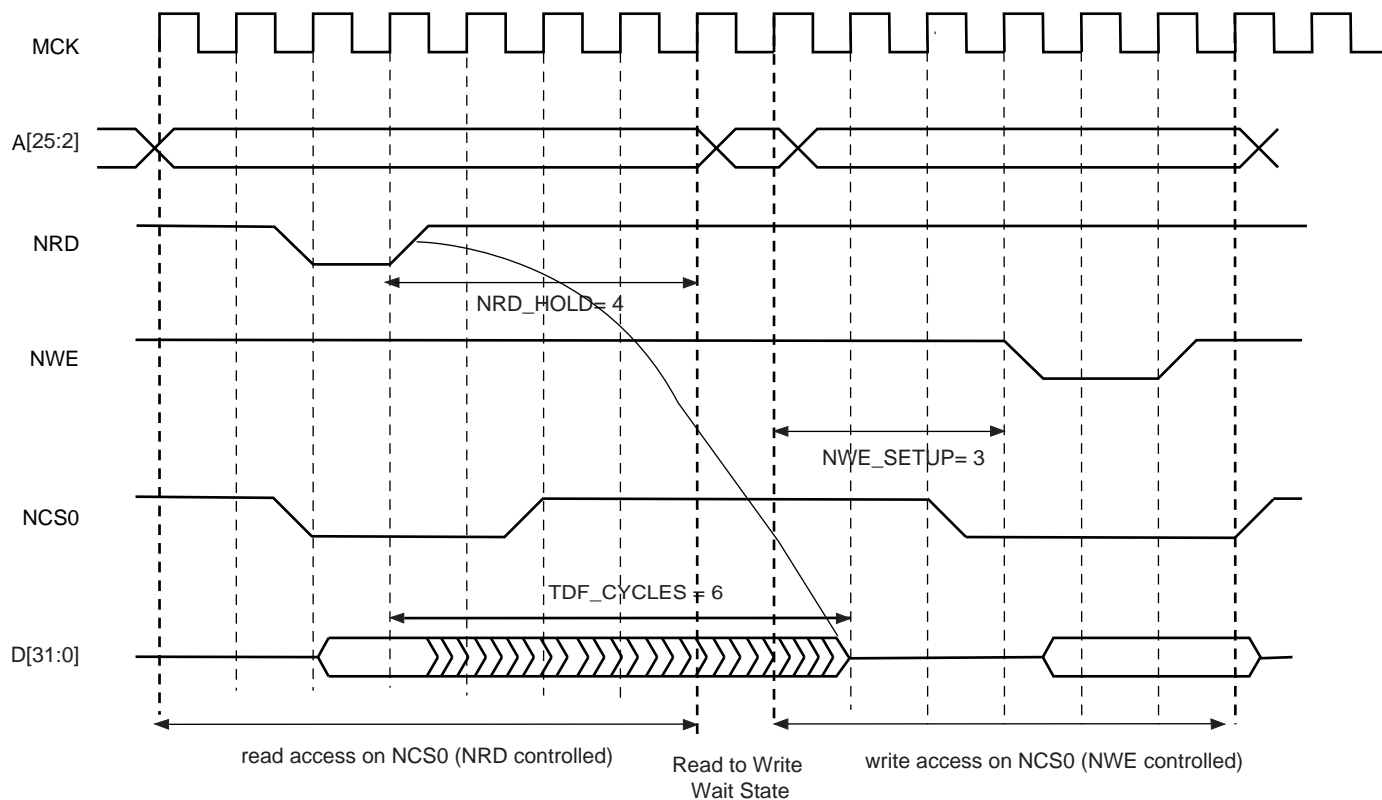 MCK
A[25:2]
NRD
NRD_HOLD= 4
NWE
NWE_SETUP= 3
NCS0
TDF_CYCLES = 6
D[31:0]
read access on NCS0 (NRD controlled)
Read to Write
Wait State
write access on NCS0 (NWE controlled)